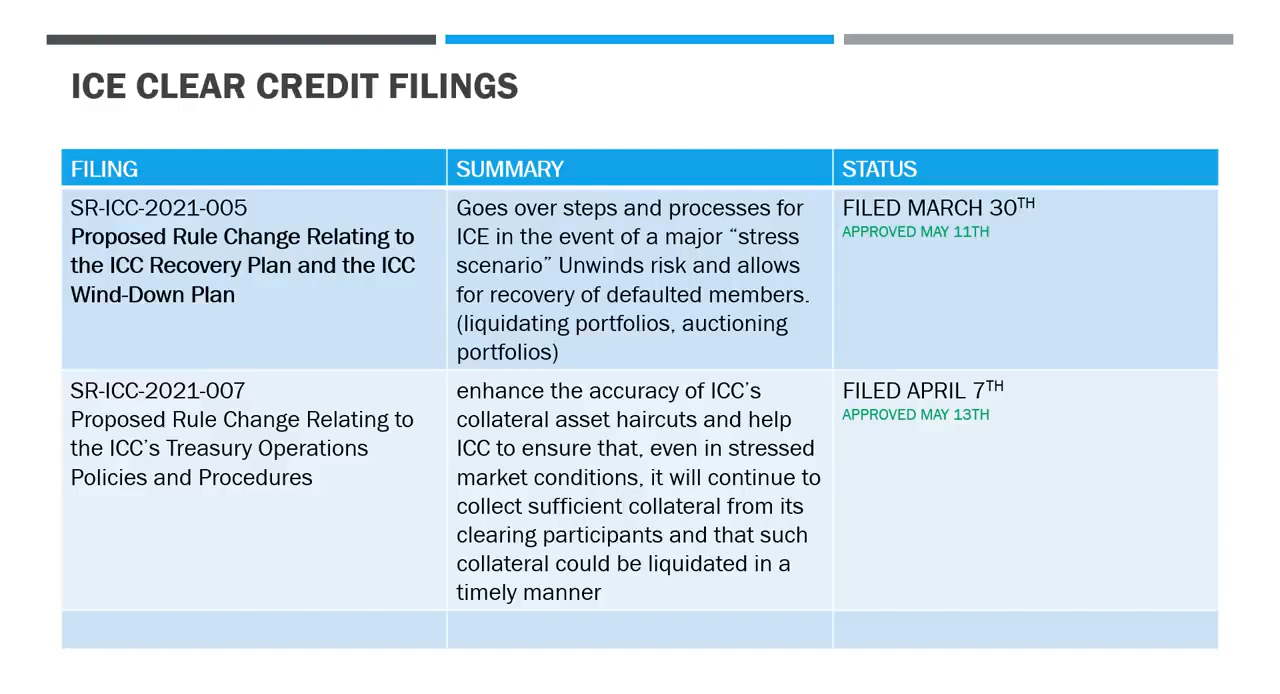 ICE CLEAR CREDIT FILINGS
FILING
SUMMARY
STATUS
SR-ICC-2021-005
Proposed Rule Change Relating to
the ICC Recovery Plan and the ICC
Wind-Down Plan
Goes over steps and processes for
ICE in the event of a major “stress
scenario” Unwinds risk and allows
for recovery of defaulted members.
(liquidating portfolios, auctioning
portfolios)
FILED MARCH 30TH
APPROVED MAY 11TH
SR-ICC-2021-007
Proposed Rule Change Relating to
the ICC’s Treasury Operations
Policies and Procedures
enhance the accuracy of ICC’s
collateral asset haircuts and help
ICC to ensure that, even in stressed
market conditions, it will continue to
collect sufficient collateral from its
clearing participants and that such
collateral could be liquidated in a
timely manner
FILED APRIL 7TH
APPROVED MAY 13TH